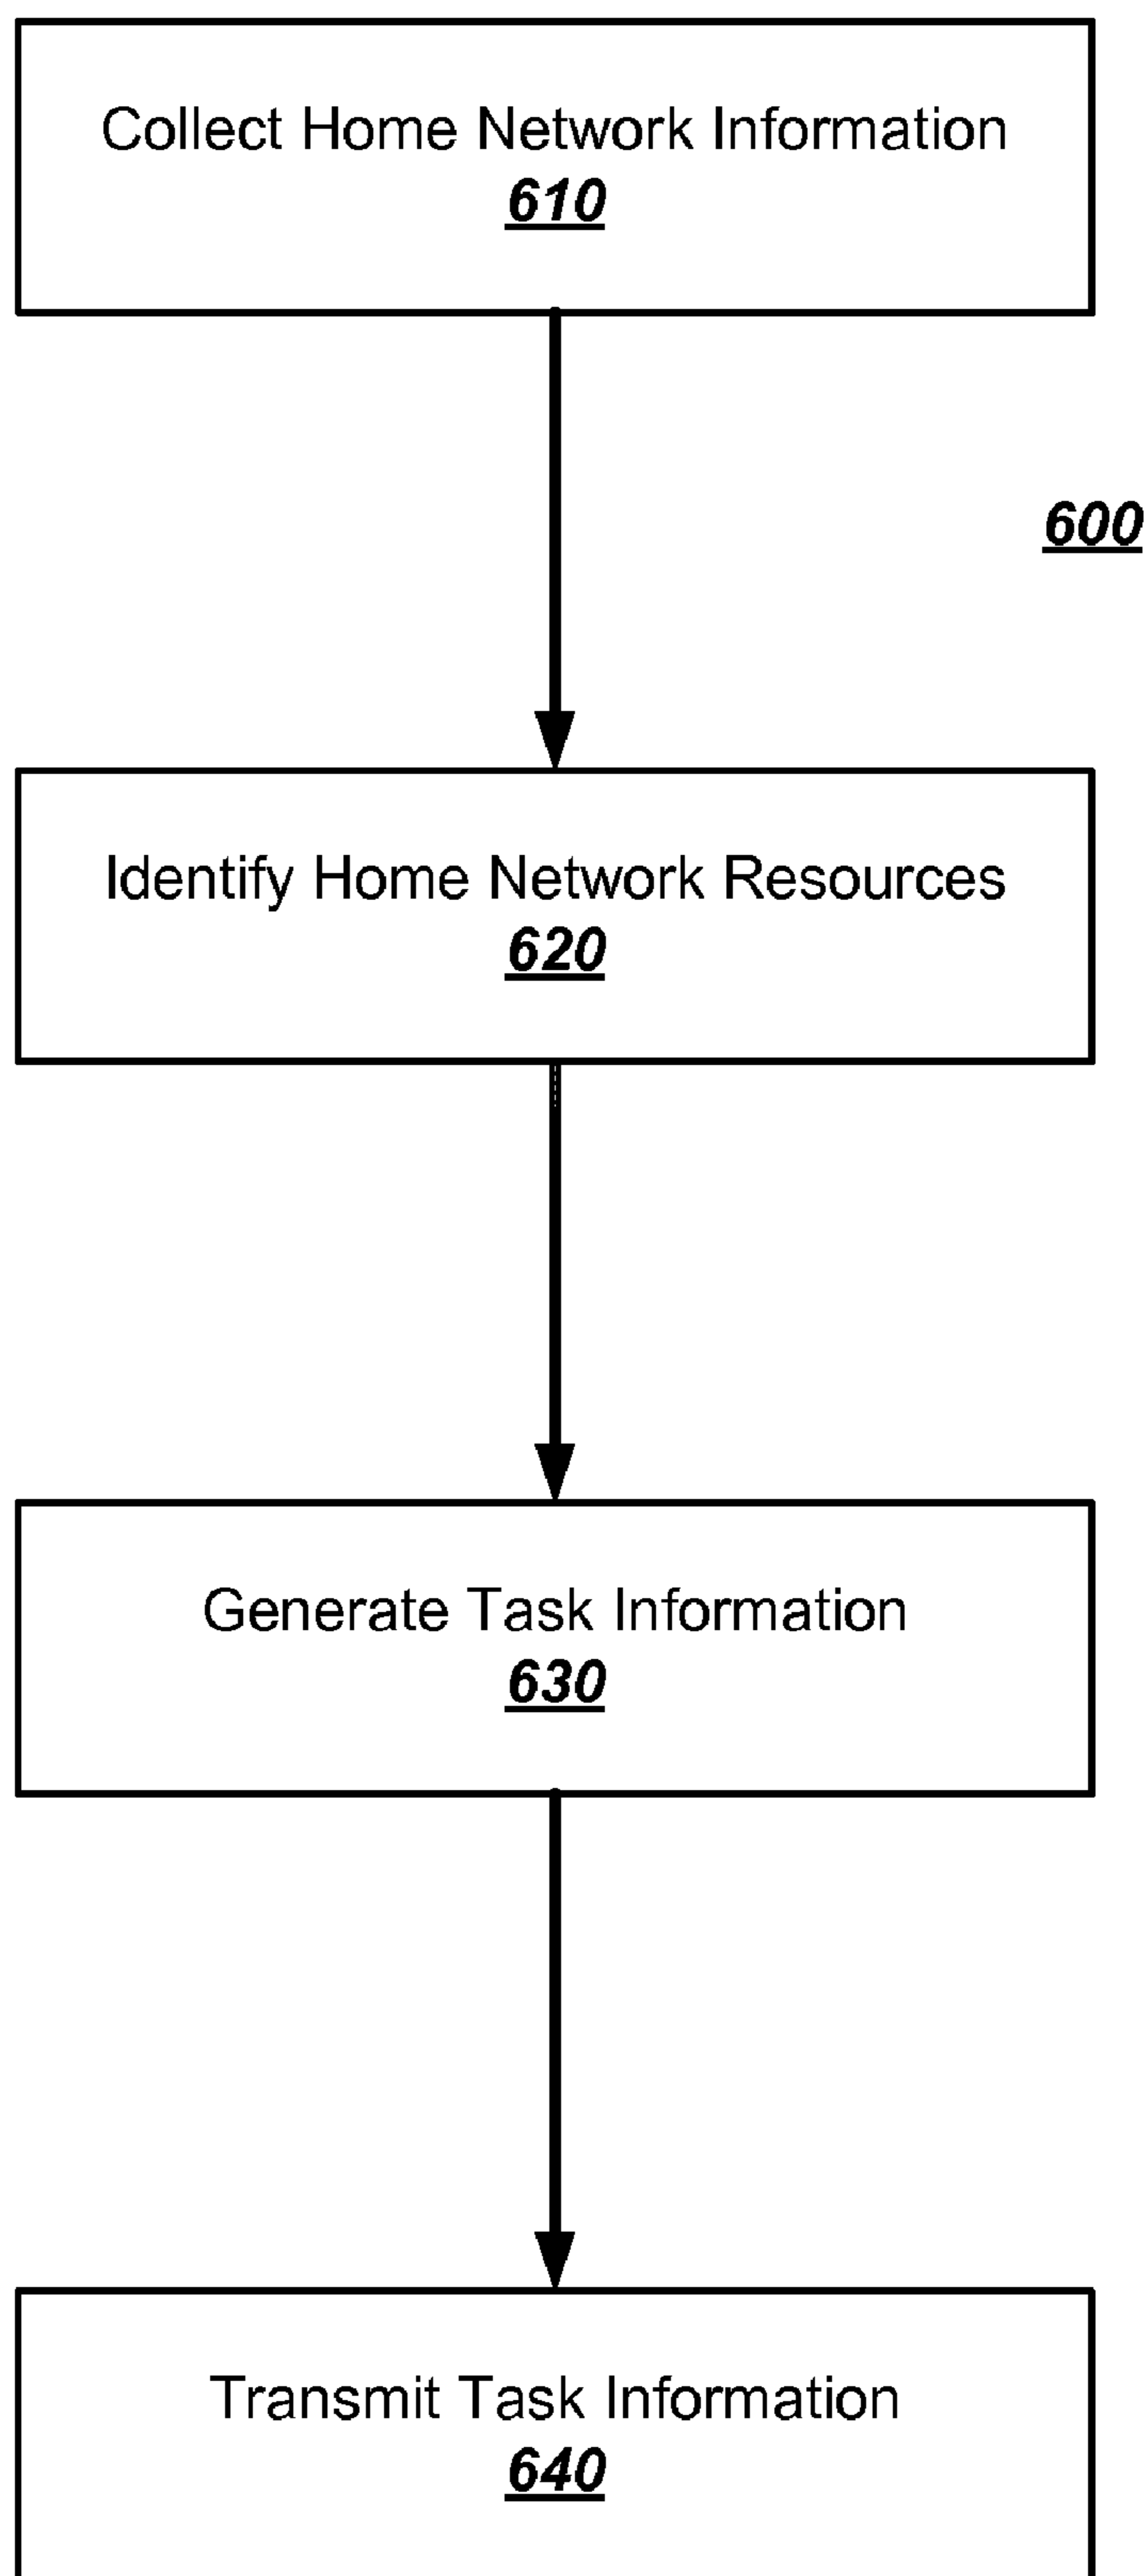 Collect Home Network Information
610
600
Identify Home Network Resources
620
Generate Task Information
630
Transmit Task Information
640